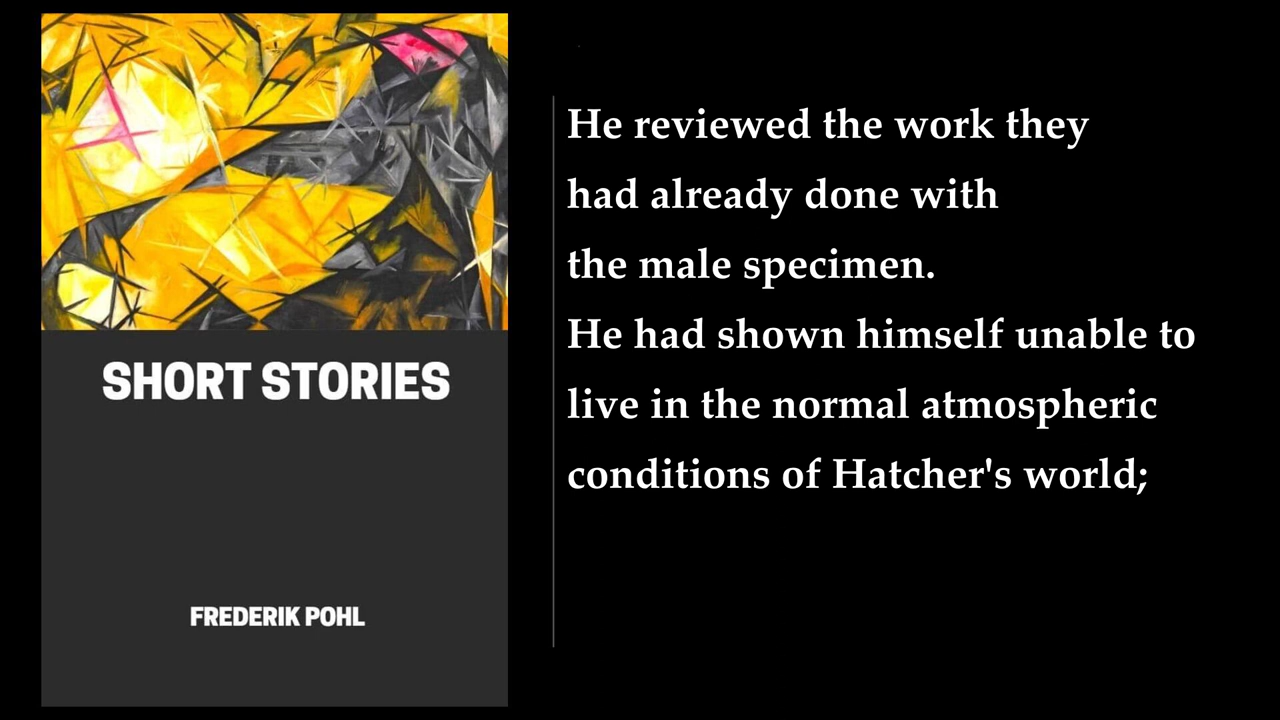 SHORT STORIES
FREDERIK POHL
He reviewed the work they
had already done with
the male specimen.
He had shown himself unable to
live in the normal atmospheric
conditions of Hatcher's world;